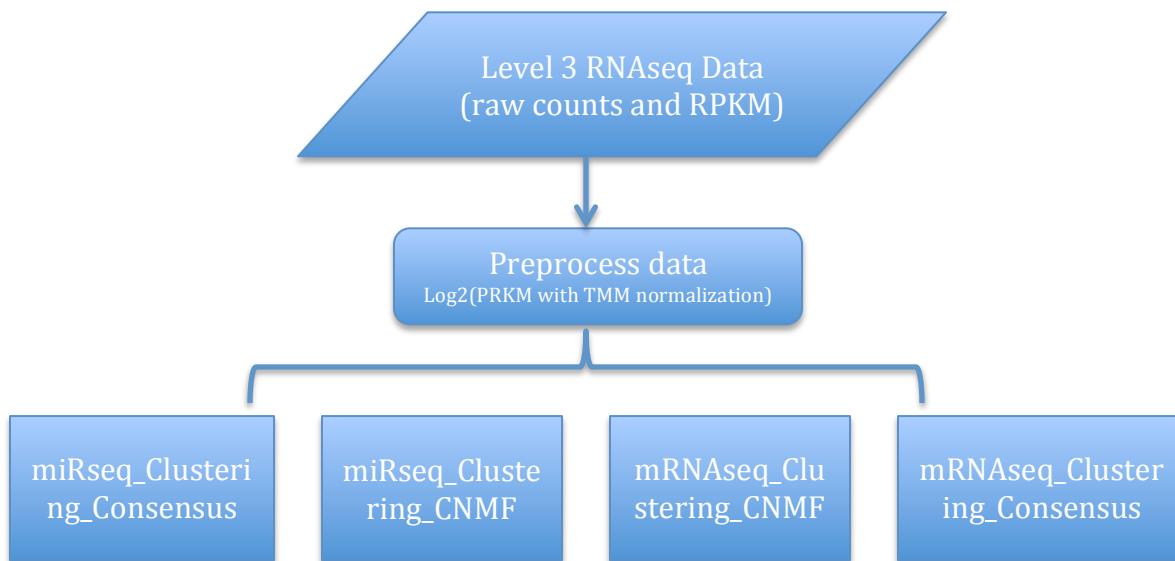 Level 3 RNAseq Data
(raw counts and RPKM)
Preprocess data
Log2(PRKM with TMM normalization)
miRseq_Clusteri
ng_Consensus
miRseq_Cluste
ring_CNMF
mRNAseq_Clu
stering_CNMF
mRNAseq_Cluster
ing_Consensus